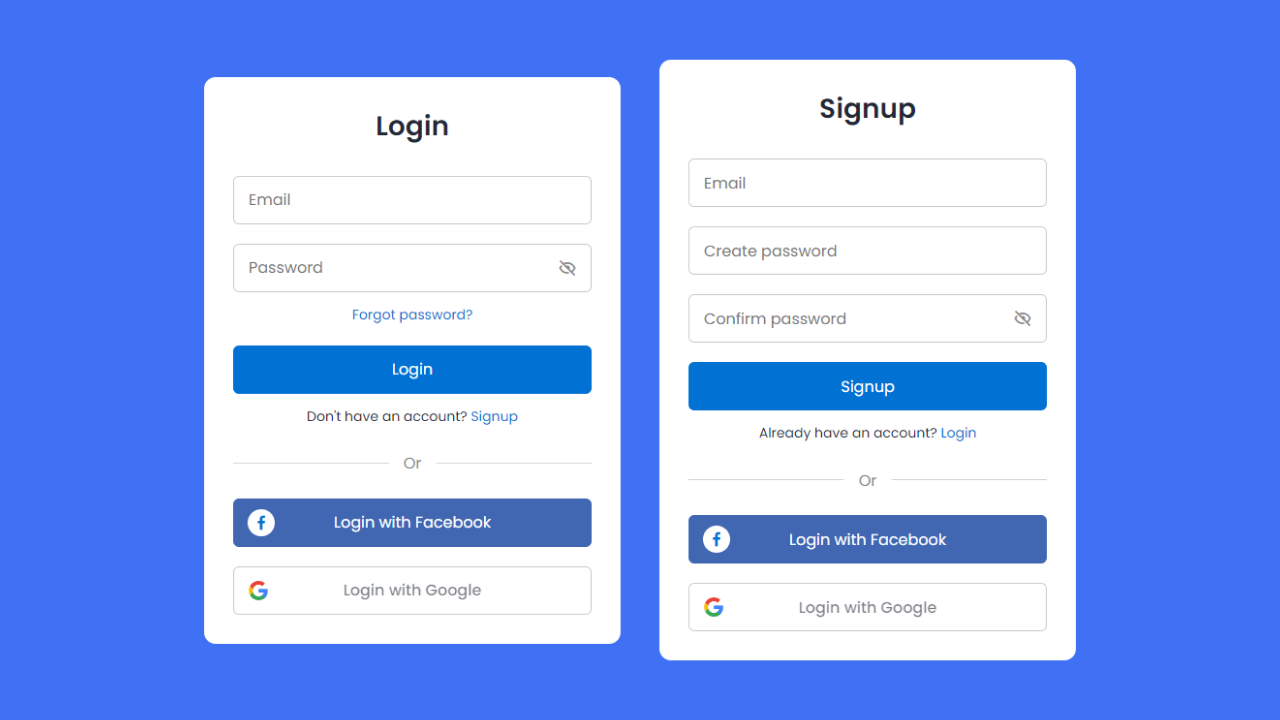 Login
Email
Password
Forgot password?
Login
Don't have an account? Signup
Or
Login with Facebook
Login with Google
Signup
Email
Create password
Confirm password
Signup
Already have an account? Login
Or
Login with Facebook
Login with Google